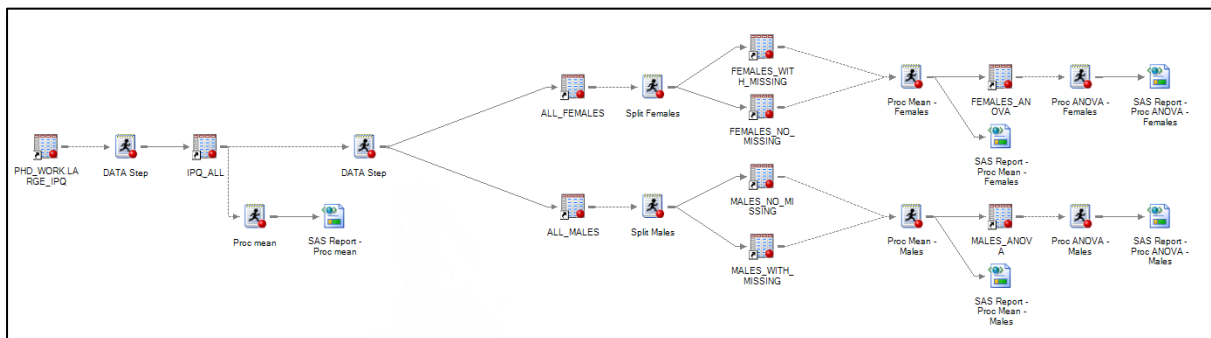 PHD_WORK.LA
RGE_IPQ
DATA Step
IPQ_ALL
Proc mean
SAS Report -
Proc mean
DATA Step
ALL_FEMALES
Split Females
FEMALES_WIT
H_MISSING
FEMALES_NO_
MISSING
Proc Mean -
Females
FEMALES_ANO
OVA
SAS Report -
Proc Mean -
Females
Proc ANOVA -
Females
SAS Report -
Proc ANOVA -
Females
ALL_MALES
Split Males
MALES_NO_MI
SSING
MALES_WITH_
MISSING
Proc Mean -
Males
MALES_ANOV
A
SAS Report -
Proc Mean -
Males
Proc ANOVA -
Males
SAS Report -
Proc ANOVA -
Males